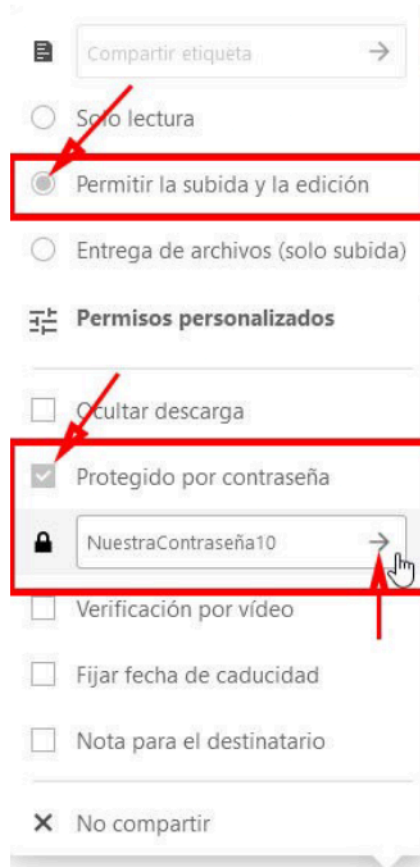 Compartir etiqueta
Solo lectura
Permitir la subida y la edición
Entrega de archivos (solo subida)
Permisos personalizados
Ocultar descarga
Protegido por contraseña
NuestraContraseña10
Verificación por vídeo
Fijar fecha de caducidad
Nota para el destinatario
No compartir